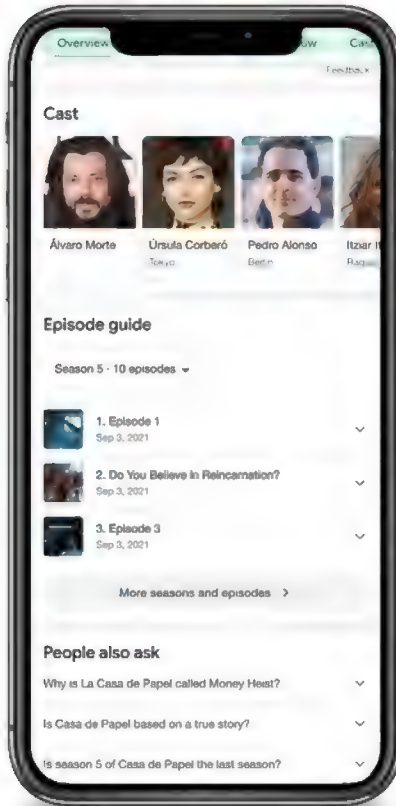 Overview
Feedback
Cast
Álvaro Morte Úrsula Corberó Pedro Alonso Itziar
Tokyo Berlin
Episode guide
Season 5 · 10 episodes
1. Episode 1
Sep 3, 2021
2. Do You Believe in Reincarnation?
Sep 3, 2021
3. Episode 3
Sep 3, 2021
More seasons and episodes
People also ask
Why is La Casa de Papel called Money Heist?
Is Casa de Papel based on a true story?
Is season 5 of Casa de Papel the last season?